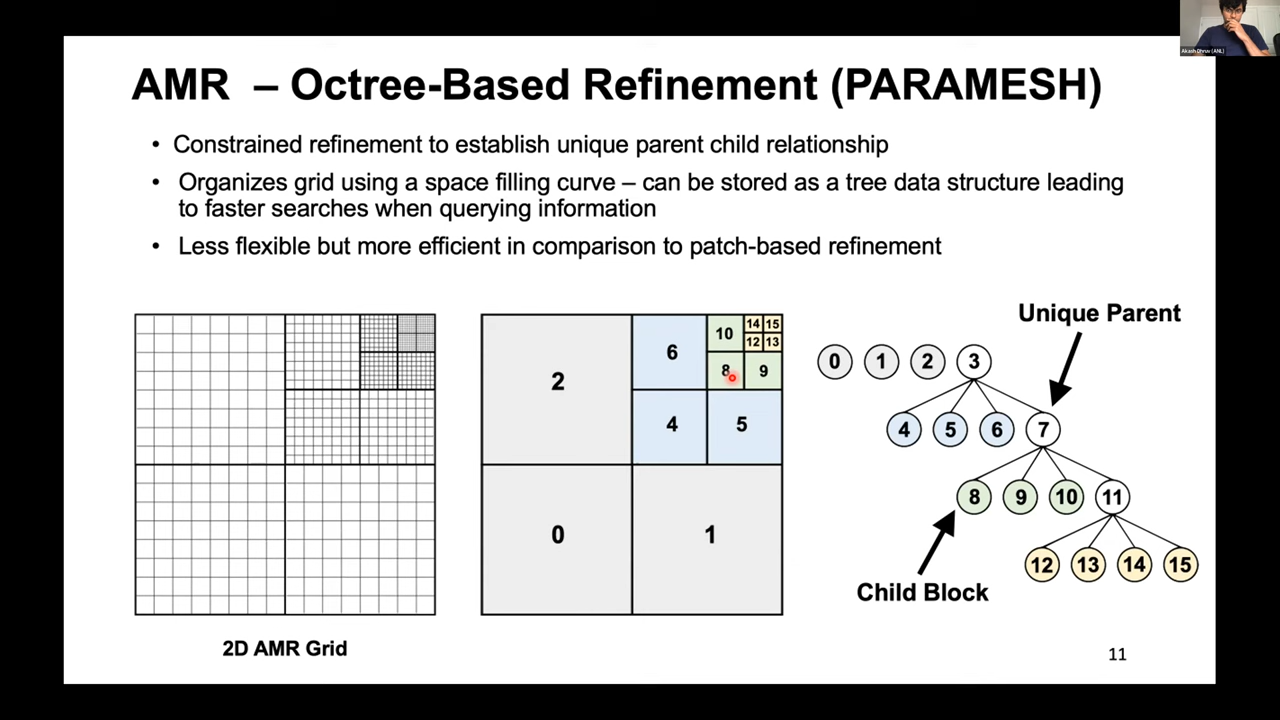 Akash Dhruv (ANL)
AMR – Octree-Based Refinement (PARAMESH)
• Constrained refinement to establish unique parent child relationship
• Organizes grid using a space filling curve – can be stored as a tree data structure leading
to faster searches when querying information
• Less flexible but more efficient in comparison to patch-based refinement
2D AMR Grid
10 14 15
12 13
6
8 9
2
4 5
0 1
Unique Parent
0 1 2 3
4 5 6 7
8 9 10 11
12 13 14 15
Child Block
11